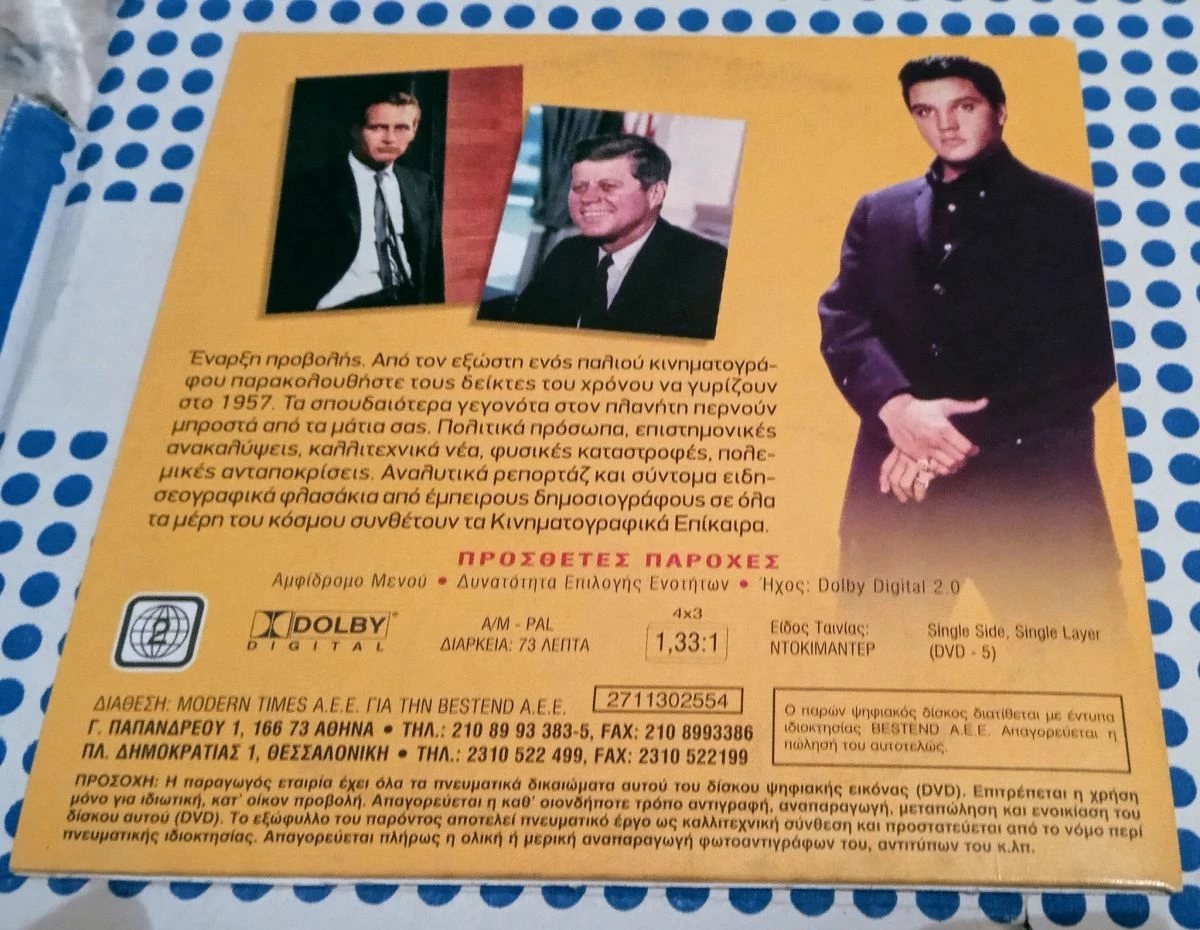 Έναρξη προβολής. Από τον εξώστη ενός παλιού κινηματογρά-
φου παρακολουθήστε τους δείκτες του χρόνου να γυρίζουν
στο 1957. Τα σπουδαιότερα γεγονότα στον πλανήτη περνούν
μπροστά από τα μάτια σας. Πολιτικά πρόσωπα, επιστημονικές
ανακαλύψεις, καλλιτεχνικά νέα, φυσικές καταστροφές, πολε-
μικές ανταποκρίσεις. Αναλυτικά ρεπορτάζ και σύντομα ειδη-
σεογραφικά φλασάκια από έμπειρους δημοσιογράφους σε όλα
τα μέρη του κόσμου συνθέτουν τα Κινηματογραφικά Επίκαιρα.
ΠΡΟΣΘΕΤΕΣ ΠΑΡΟΧΕΣ
Αμφίδρομο Μενού • Δυνατότητα Επιλογής Ενοτήτων • Ήχος: Dolby Digital 2.0
2
DOLBY
DIGITAL
Α/Μ - PAL
ΔΙΑΡΚΕΙΑ: 73 ΛΕΠΤΑ
4x3
1,33:1
Είδος Ταινίας:
ΝΤΟΚΙΜΑΝΤΕΡ
Single Side, Single Layer
(DVD - 5)
ΔΙΑΘΕΣΗ: MODERN TIMES A.E.E. ΓΙΑ ΤΗΝ BESTEND A.E.E.
2711302554
Γ. ΠΑΠΑΝΔΡΕΟΥ 1, 166 73 ΑΘΗΝΑ • ΤΗΛ.: 210 89 93 383-5, FAX: 210 8993386
ΠΛ. ΔΗΜΟΚΡΑΤΙΑΣ 1, ΘΕΣΣΑΛΟΝΙΚΗ • ΤΗΛ.: 2310 522 499, FAX: 2310 522199
Ο παρών ψηφιακός δίσκος διατίθεται με έντυπα
ιδιοκτησίας BESTEND A.E.E. Απαγορεύεται η
πώλησή του αυτοτελώς.
ΠΡΟΣΟΧΗ: Η παραγωγός εταιρία έχει όλα τα πνευματικά δικαιώματα αυτού του δίσκου ψηφιακής εικόνας (DVD). Επιτρέπεται η χρήση
μόνο για ιδιωτική, κατ' οίκον προβολή. Απαγορεύεται η καθ' οιονδήποτε τρόπο αντιγραφή, αναπαραγωγή, μεταπώληση και ενοικίαση του
δίσκου αυτού (DVD). Το εξώφυλλο του παρόντος αποτελεί πνευματικό έργο ως καλλιτεχνική σύνθεση και προστατεύεται από το νόμο περί
πνευματικής ιδιοκτησίας. Απαγορεύεται πλήρως η ολική ή μερική αναπαραγωγή φωτοαντιγράφων του, αντιτύπων του κ.λπ.